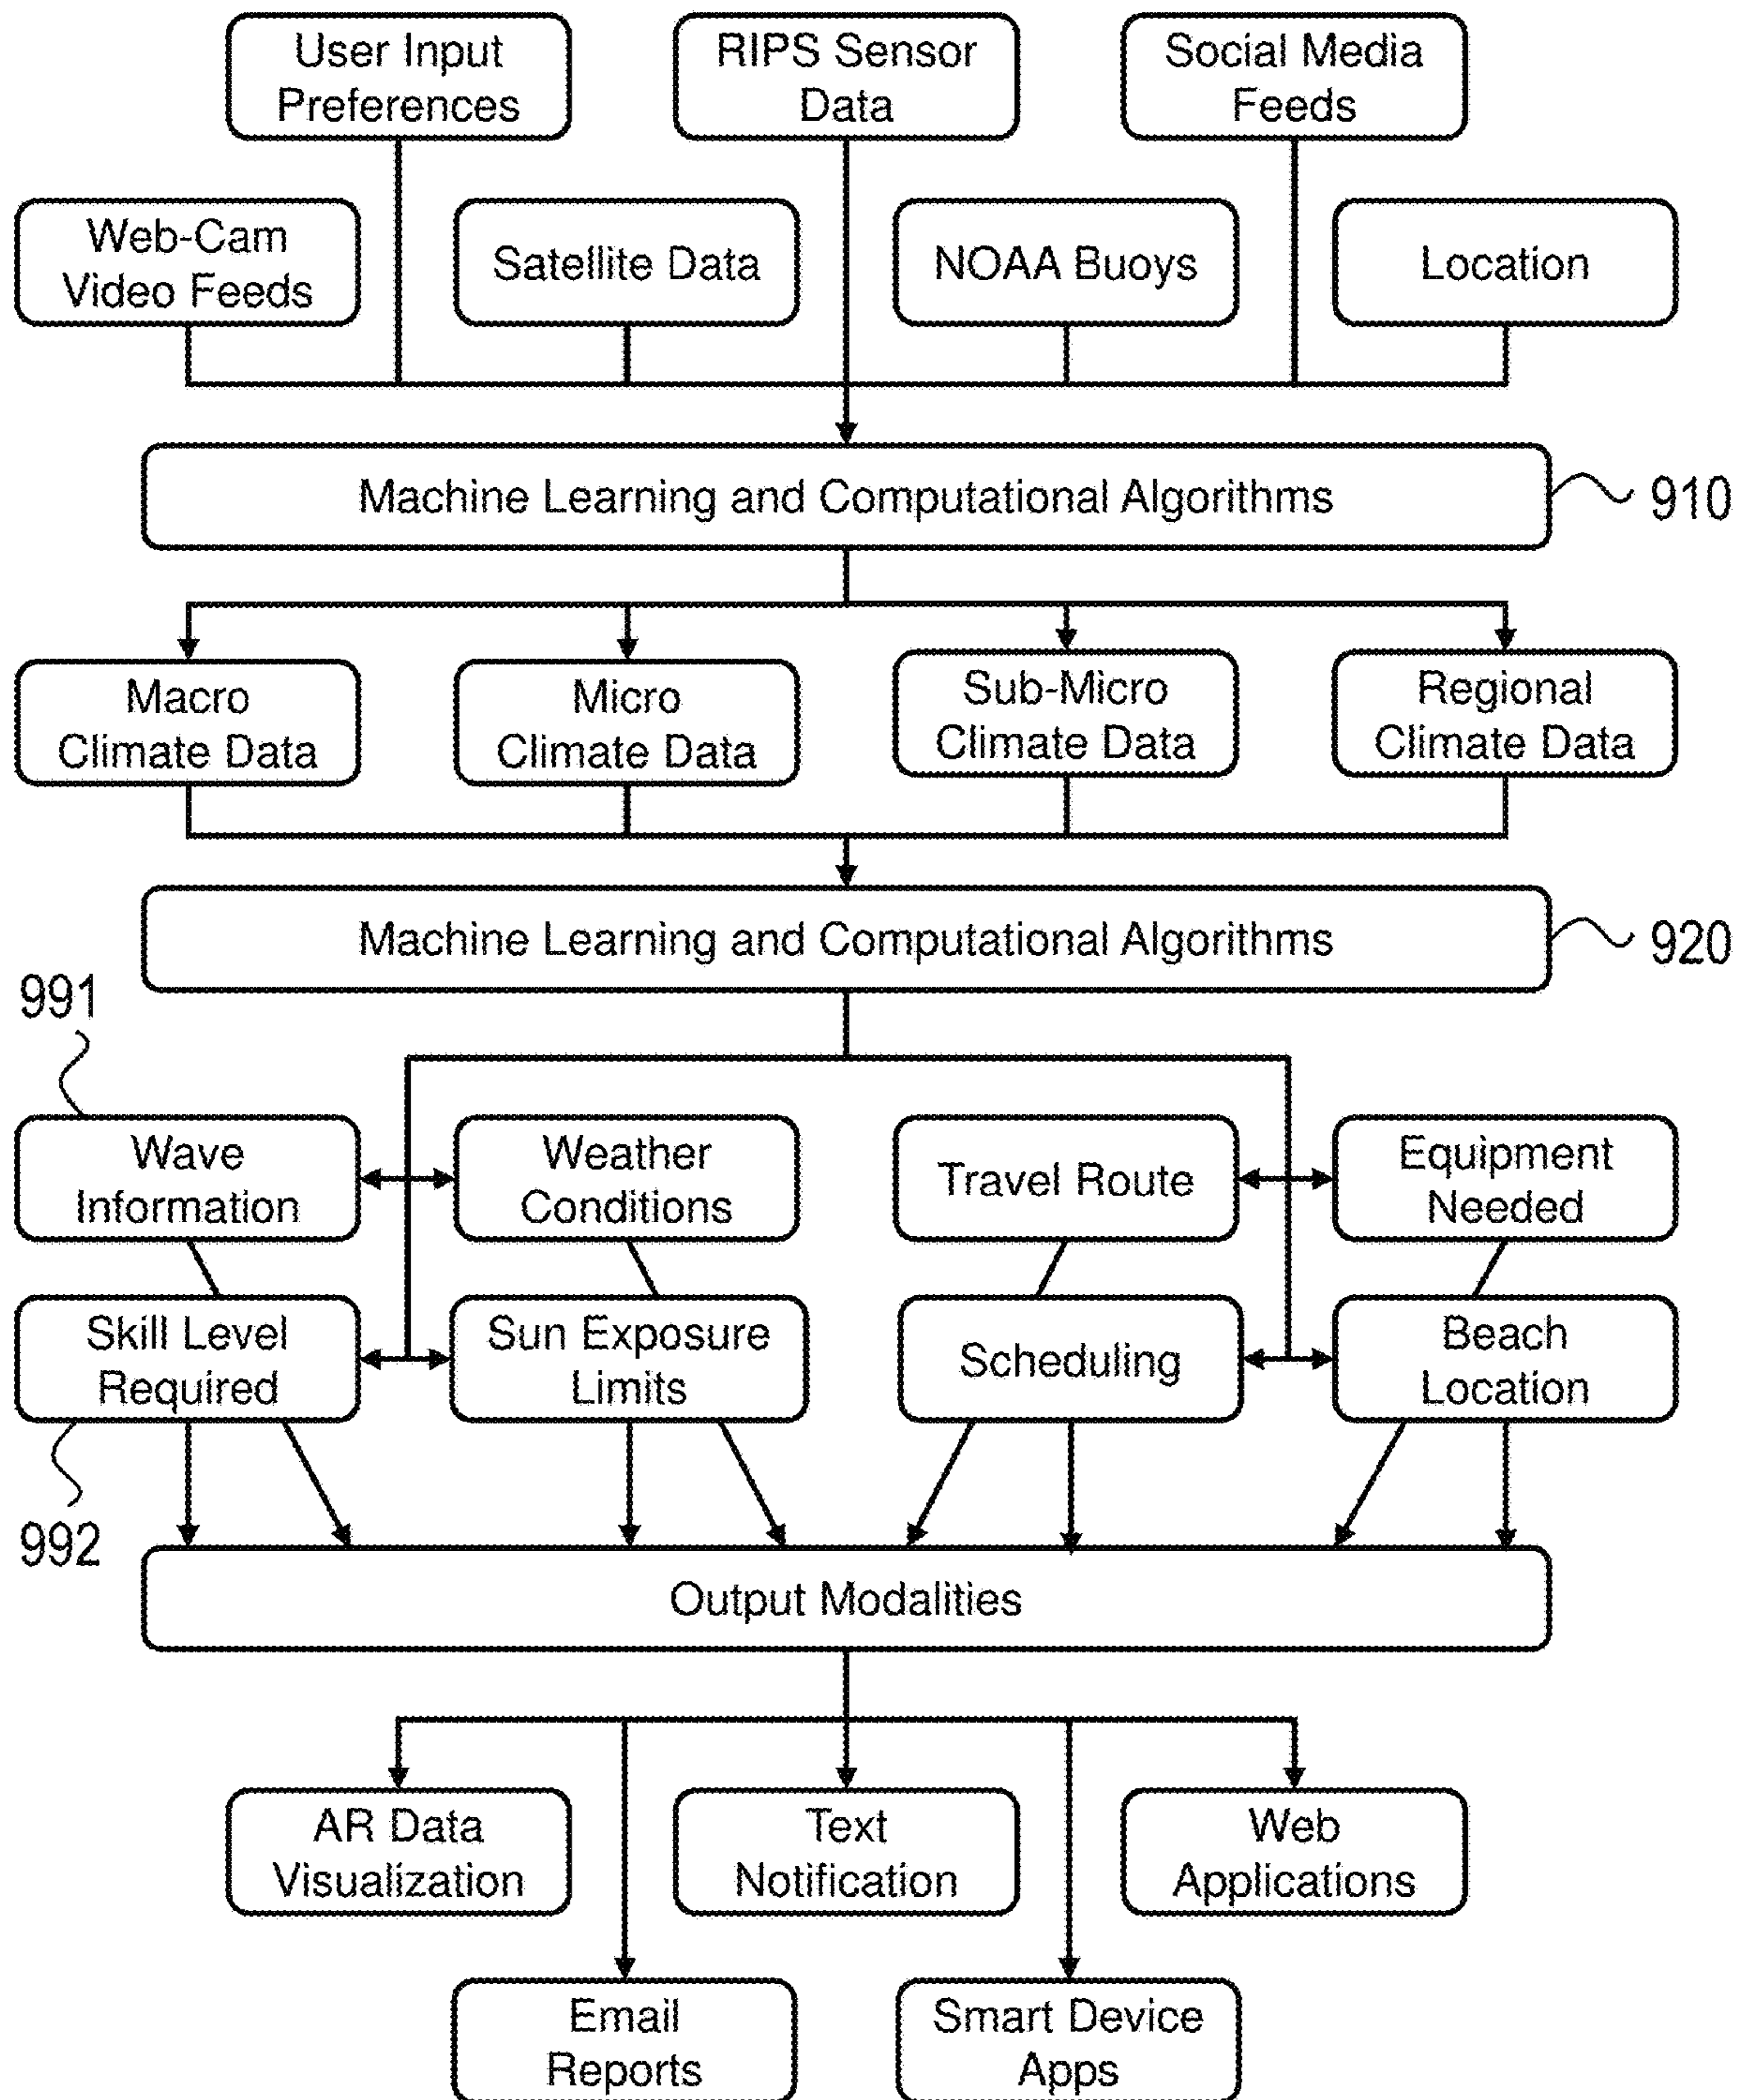 User Input
Preferences
RIPS Sensor
Data
Social Media
Feeds
Web-Cam
Video Feeds
Satellite Data
NOAA Buoys
Location
Machine Learning and Computational Algorithms
910
Macro
Climate Data
Micro
Climate Data
Sub-Micro
Climate Data
Regional
Climate Data
Machine Learning and Computational Algorithms
920
991
Wave
Information
Weather
Conditions
Travel Route
Equipment
Needed
Skill Level
Required
Sun Exposure
Limits
Scheduling
Beach
Location
992
Output Modalities
AR Data
Visualization
Text
Notification
Web
Applications
Email
Reports
Smart Device
Apps